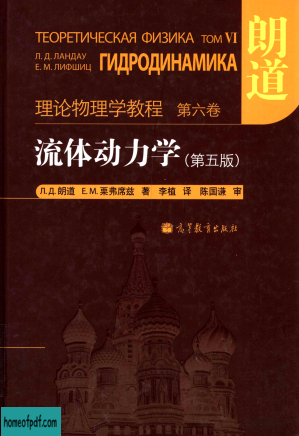 ТЕОРЕТИЧЕСКАЯ ФИЗИКА ТОМ VI
Л. Д. ЛАНДАУ
Е. М. ЛИФШИЦ
ГИДРОДИНАМИКА
朗道
理论物理学教程 第六卷
流体动力学(第五版)
Л.Д.朗道 Е.М.栗弗席兹 著 李植 译 陈国谦 审
高等教育出版社
homeofpdf.com
homeofpdf.com